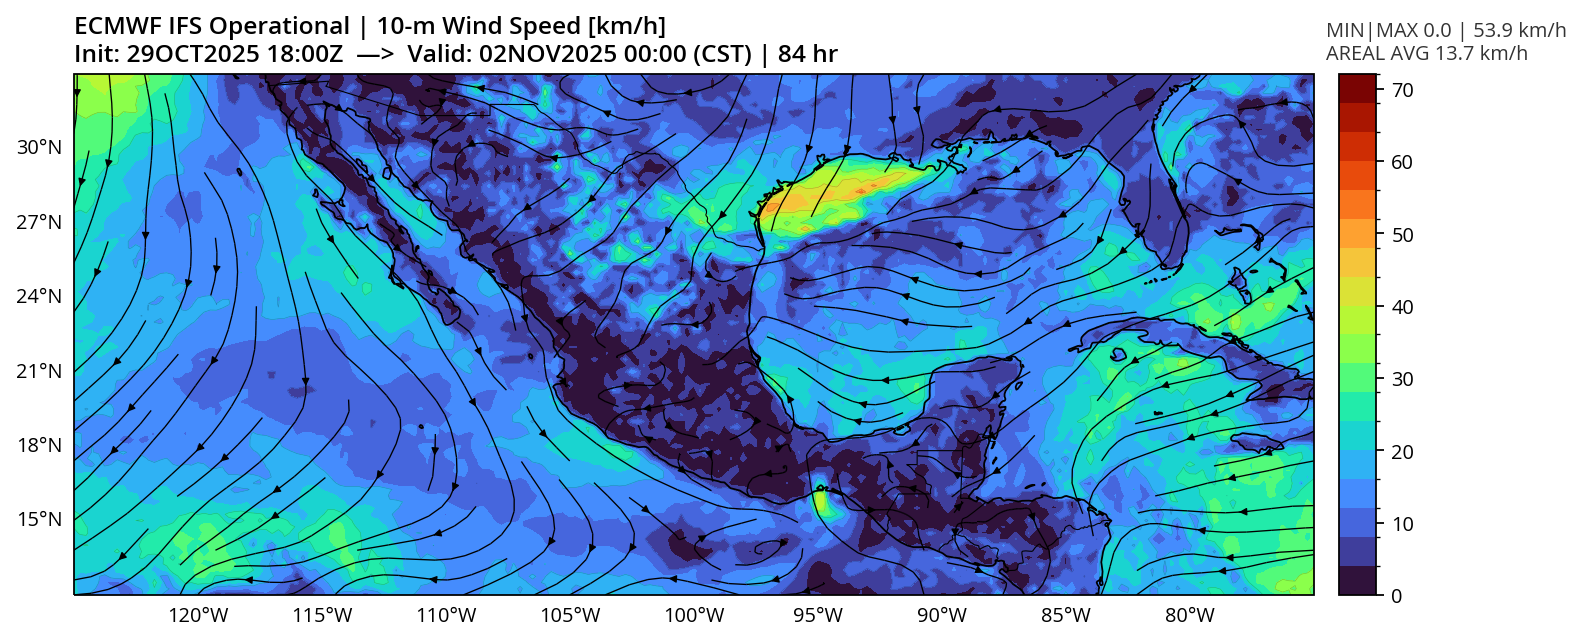 ECMWF IFS Operational | 10-m Wind Speed [km/h]
Init: 29OCT2025 18:00Z —> Valid: 02NOV2025 00:00 (CST) | 84 hr
MIN|MAX 0.0 | 53.9 km/h
AREAL AVG 13.7 km/h
30°N
27°N
24°N
21°N
18°N
15°N
120°W
115°W
110°W
105°W
100°W
95°W
90°W
85°W
80°W
70
60
50
40
30
20
10
0